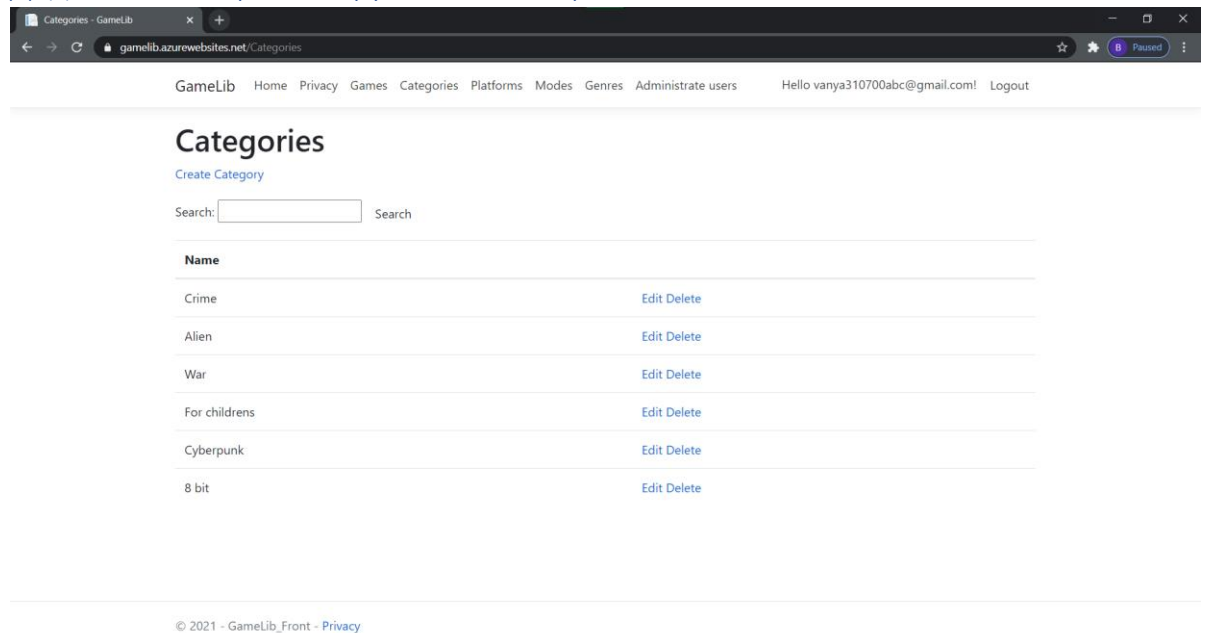 Categories - GameLib
gamelib.azurewebsites.net/Categories
B Paused
GameLib Home Privacy Games Categories Platforms Modes Genres Administrate users Hello vanya310700abc@gmail.com! Logout
Categories
Create Category
Search: Search
Name
Crime Edit Delete
Alien Edit Delete
War Edit Delete
For childrens Edit Delete
Cyberpunk Edit Delete
8 bit Edit Delete
© 2021 - GameLib_Front - Privacy